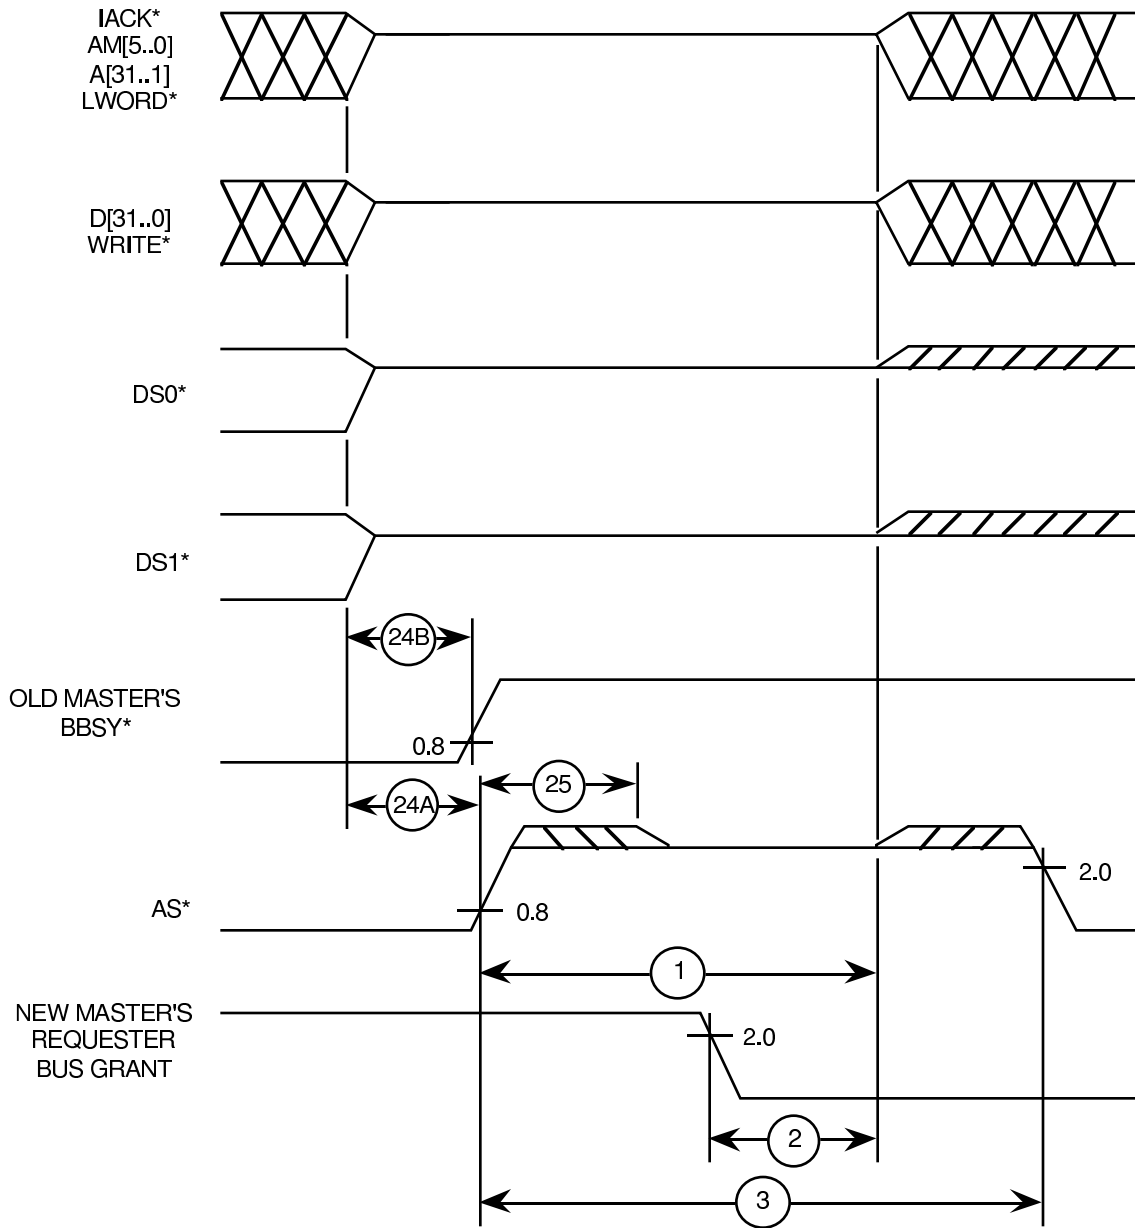 IACK*
AM[5..0]
A[31..1]
LWORD*
D[31..0]
WRITE*
DS0*
DS1*
24B
OLD MASTER'S
BBSY*
0.8
25
24A
2.0
AS*
0.8
1
NEW MASTER'S
REQUESTER
BUS GRANT
2.0
2
3